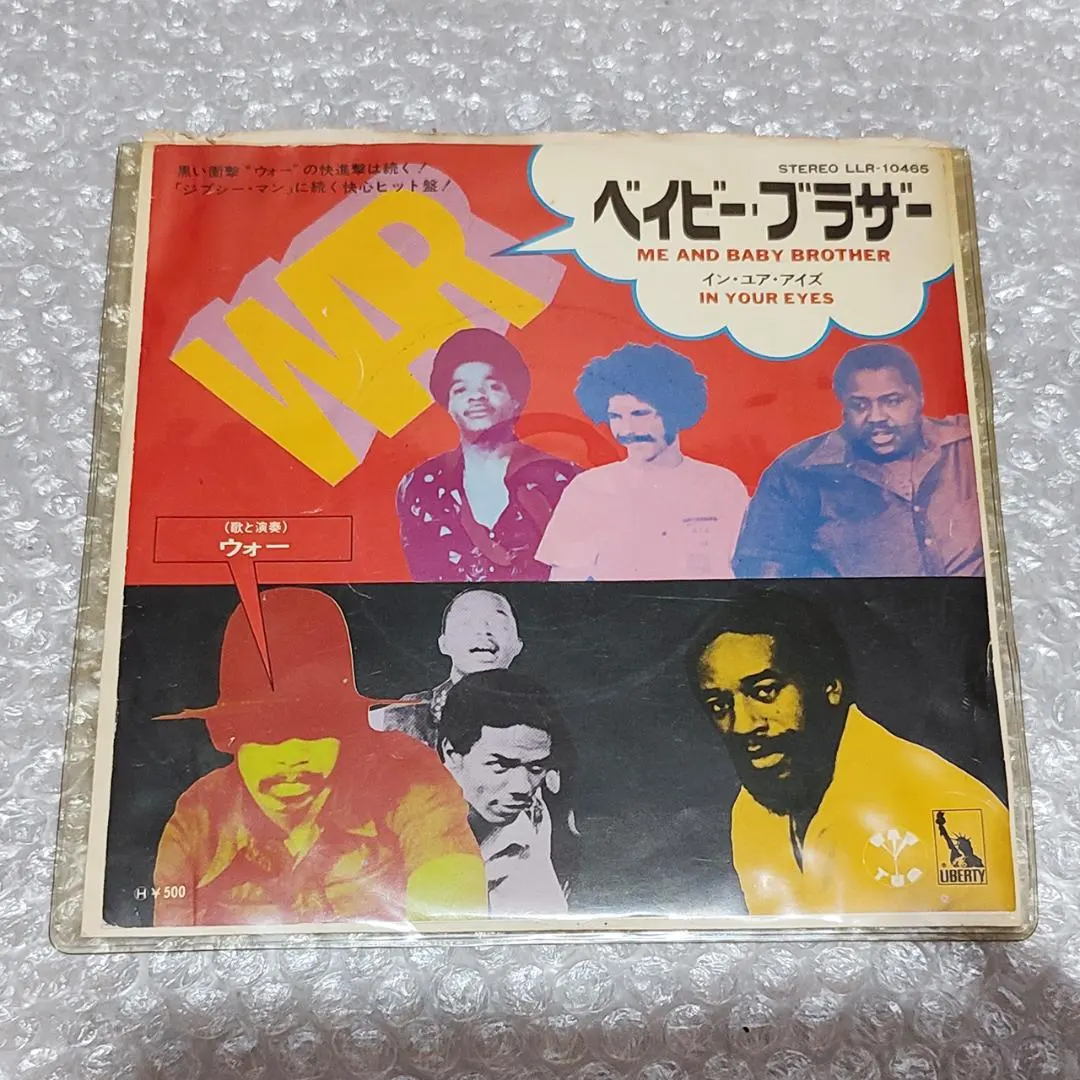 黒い衝撃“ウォー”の快進撃は続く!
「ジプシー・マン」に続く快心ヒット盤!
WAR
STEREO LLR-10465
ベイビー・ブラザー
ME AND BABY BROTHER
イン・ユア・アイズ
IN YOUR EYES
(歌と演奏)
ウォー
H ¥500
LIBERTY